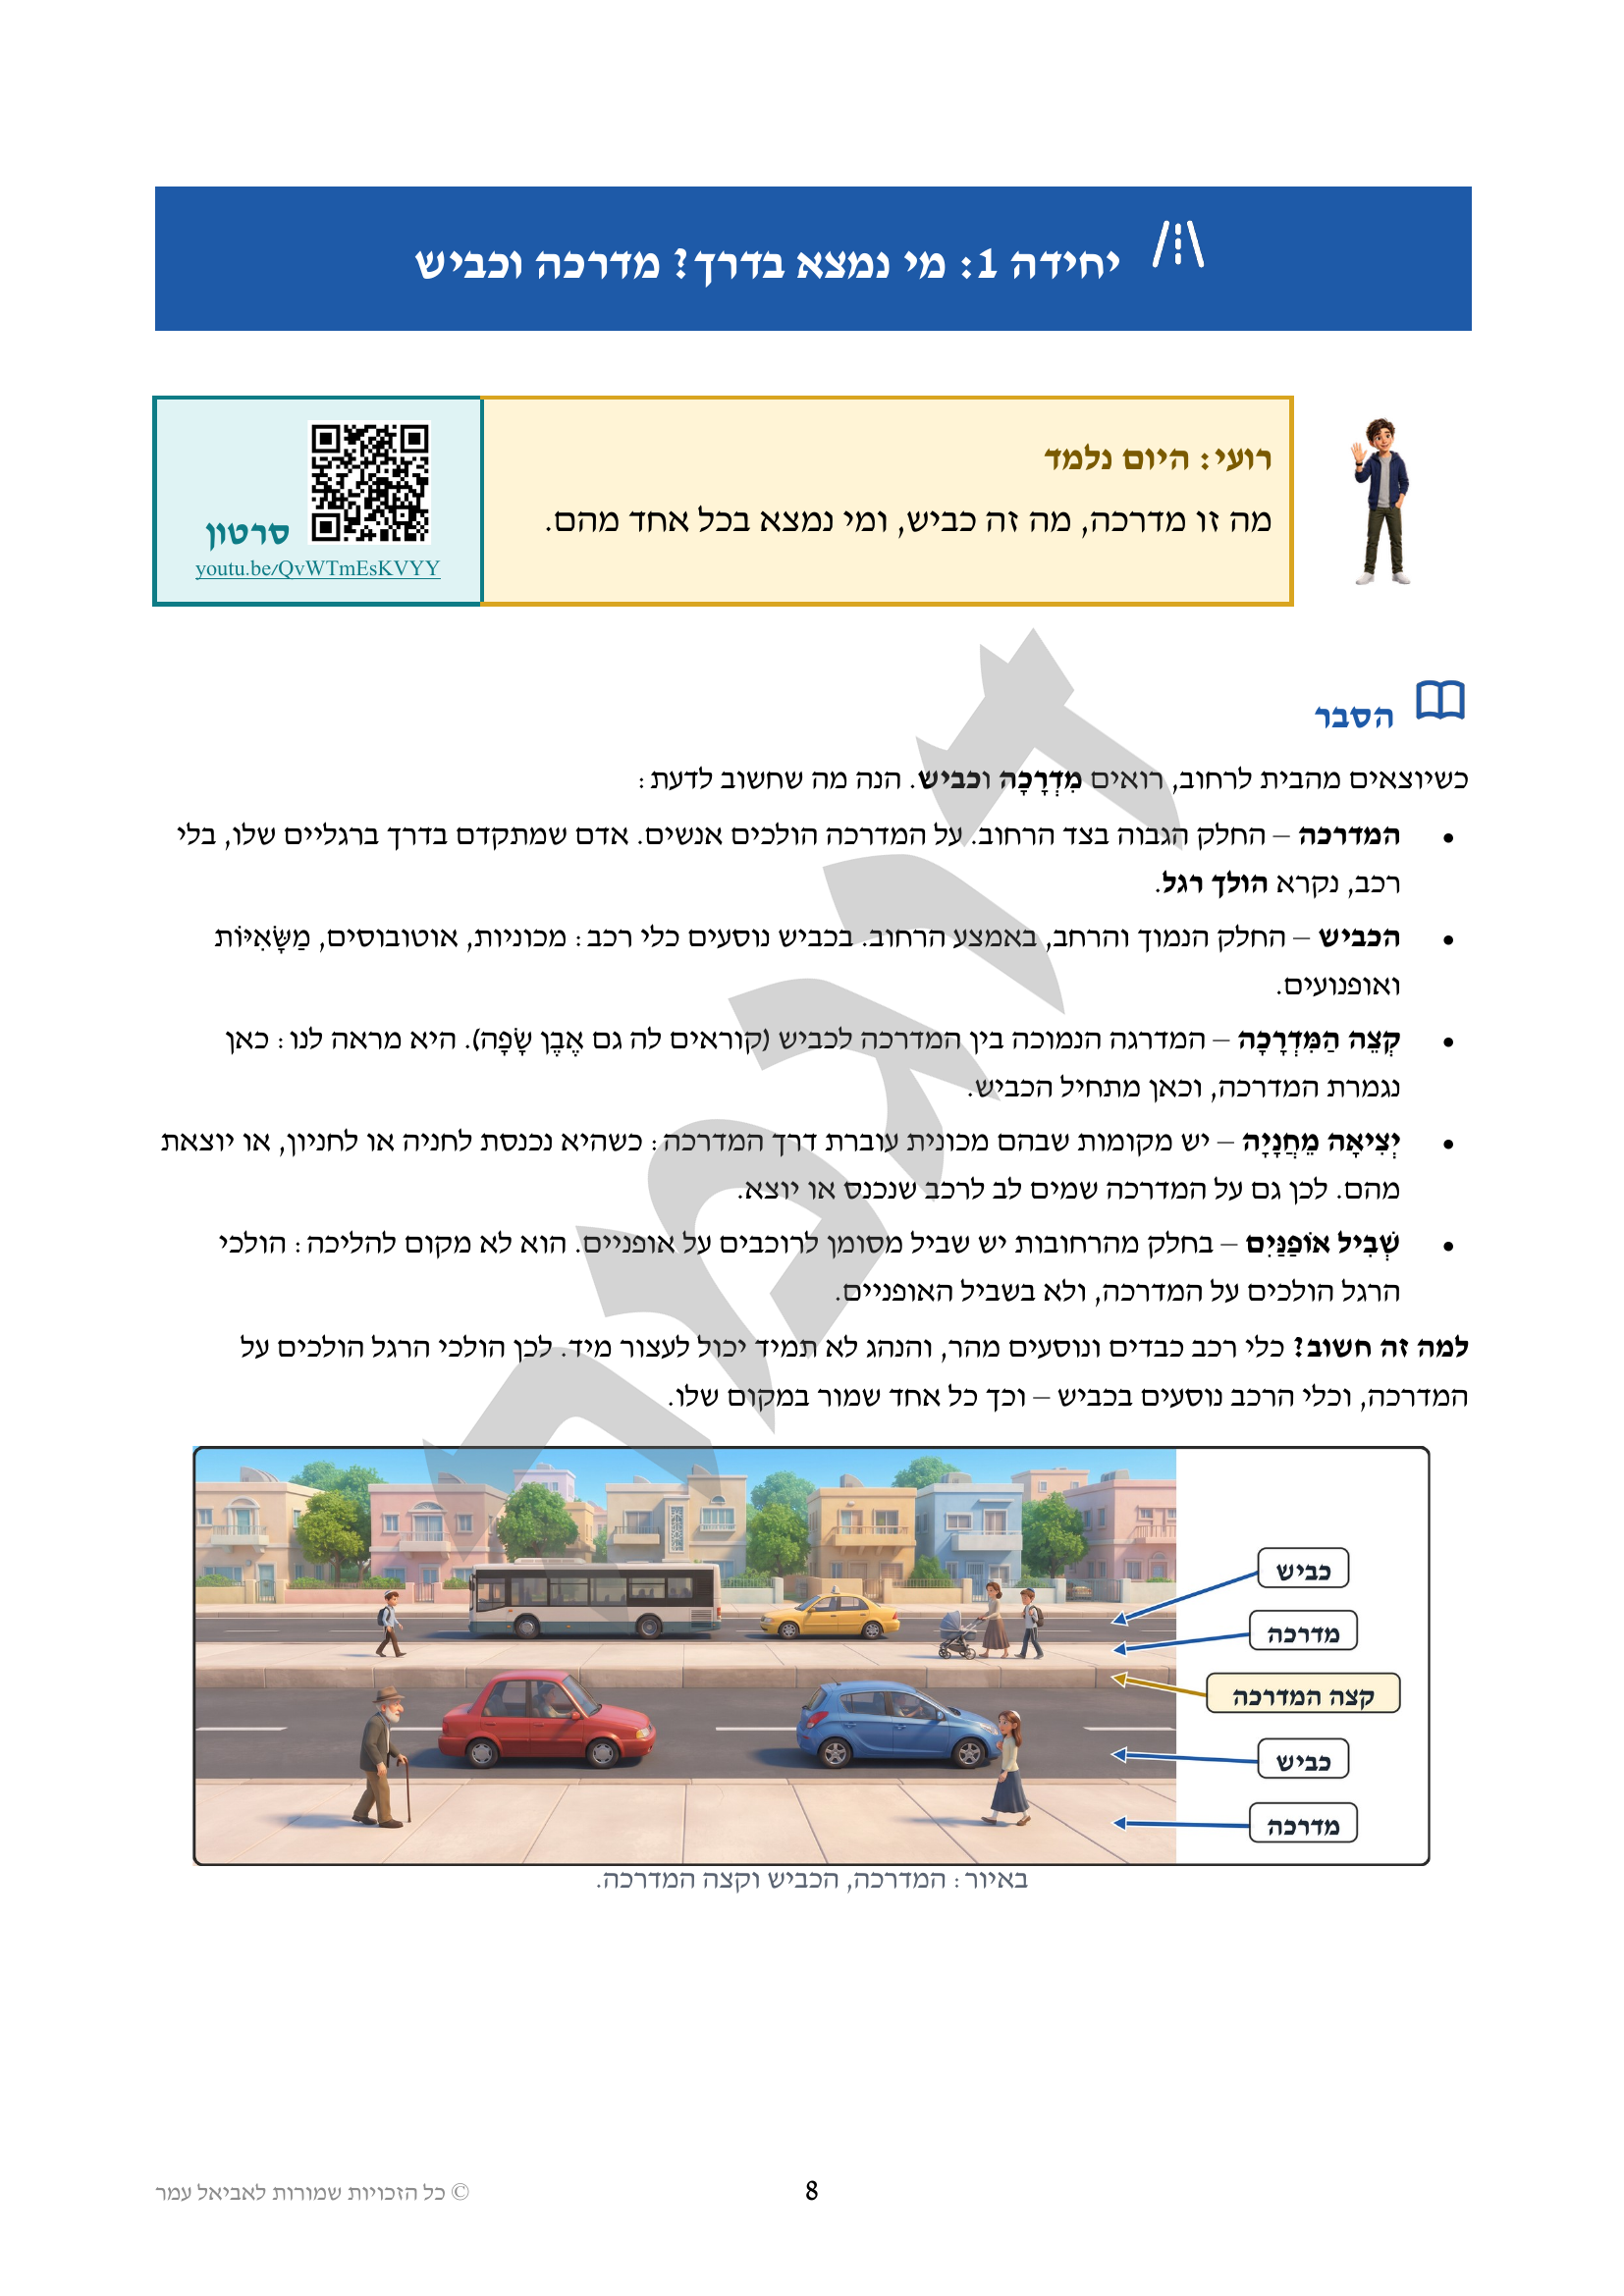 יחידה 1: מי נמצא בדרך? מדרכה וכביש
רועי: היום נלמד
מה זו מדרכה, מה זה כביש, ומי נמצא בכל אחד מהם.
סרטון
youtu.be/QvWTmEsKVYY
הסבר
כשיוצאים מהבית לרחוב, רואים מִדְרָכָה וכביש. הנה מה שחשוב לדעת:
• המדרכה – החלק הגבוה בצד הרחוב. על המדרכה הולכים אנשים. אדם שמתקדם בדרך ברגליים שלו, בלי
רכב, נקרא הולך רגל.
• הכביש – החלק הנמוך והרחב, באמצע הרחוב. בכביש נוסעים כלי רכב: מכוניות, אוטובוסים, מַשָּׂאִיּוֹת
ואופנועים.
• קְצֵה הַמִּדְרָכָה – המדרגה הנמוכה בין המדרכה לכביש (קוראים לה גם אֶבֶן שָׂפָה). היא מראה לנו: כאן
נגמרת המדרכה, וכאן מתחיל הכביש.
• יְצִיאָה מֵחֲנָיָה – יש מקומות שבהם מכונית עוברת דרך המדרכה: כשהיא נכנסת לחניה או לחניון, או יוצאת
מהם. לכן גם על המדרכה שמים לב לרכב שנכנס או יוצא.
• שְׁבִיל אוֹפַנַּיִם – בחלק מהרחובות יש שביל מסומן לרוכבים על אופניים. הוא לא מקום להליכה: הולכי
הרגל הולכים על המדרכה, ולא בשביל האופניים.
למה זה חשוב? כלי רכב כבדים ונוסעים מהר, והנהג לא תמיד יכול לעצור מיד. לכן הולכי הרגל הולכים על
המדרכה, וכלי הרכב נוסעים בכביש – וכך כל אחד שמור במקום שלו.
כביש
מדרכה
קצה המדרכה
כביש
מדרכה
באיור: המדרכה, הכביש וקצה המדרכה.
דוגמה
8
© כל הזכויות שמורות לאביאל עמר